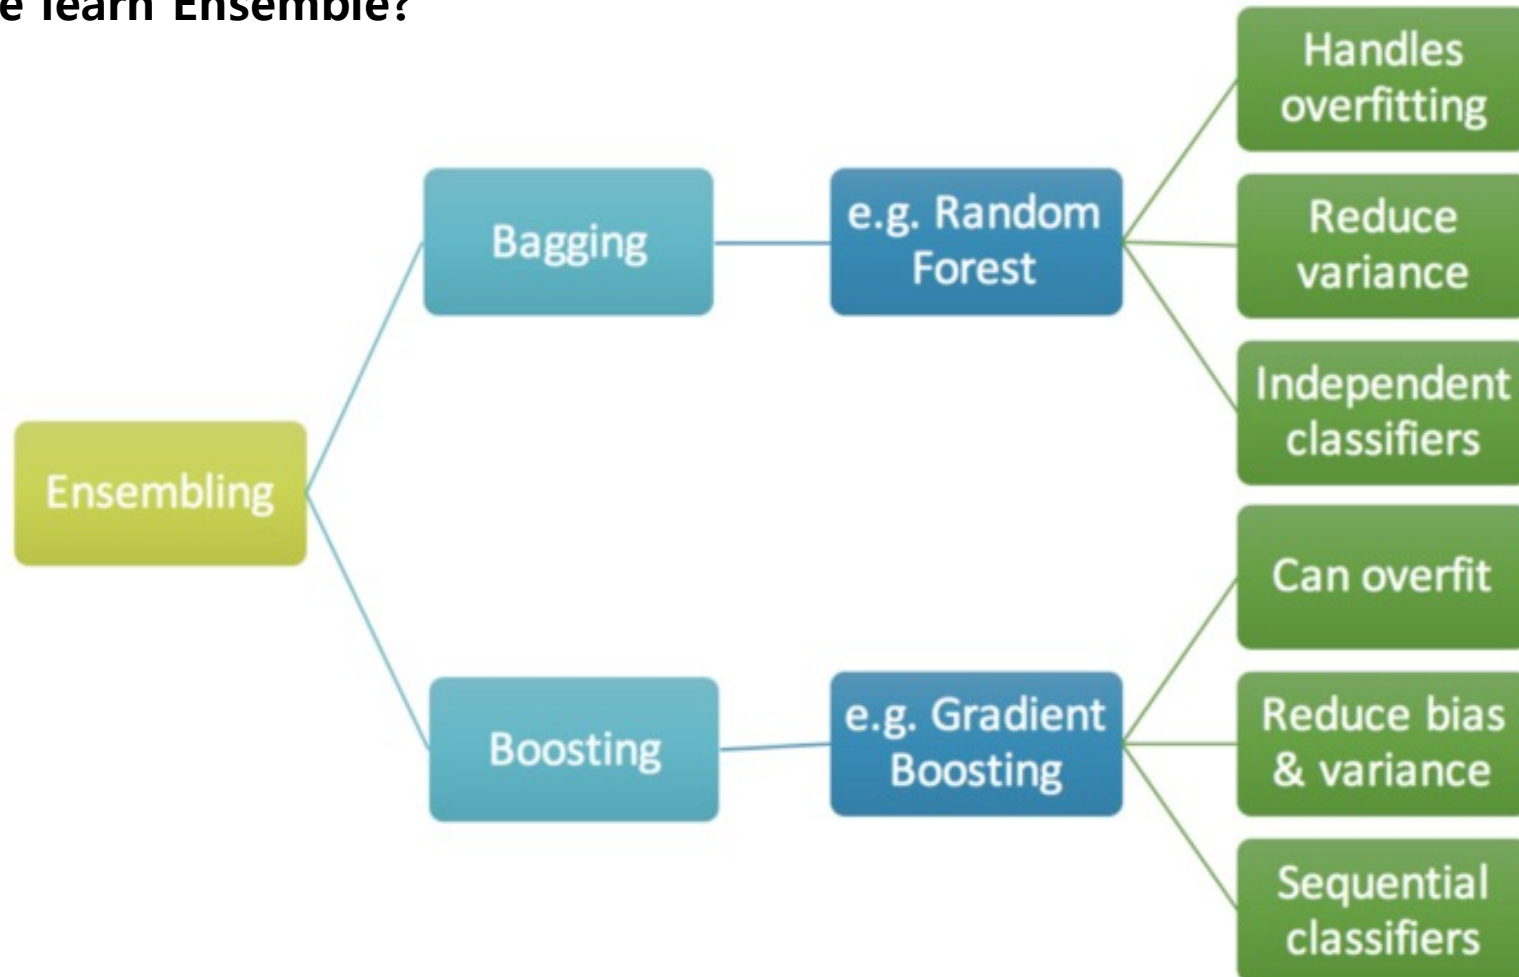 e learn Ensemble?
Ensembling
Bagging
e.g. Random
Forest
Handles
overfitting
Reduce
variance
Independent
classifiers
Boosting
e.g. Gradient
Boosting
Can overfit
Reduce bias
& variance
Sequential
classifiers